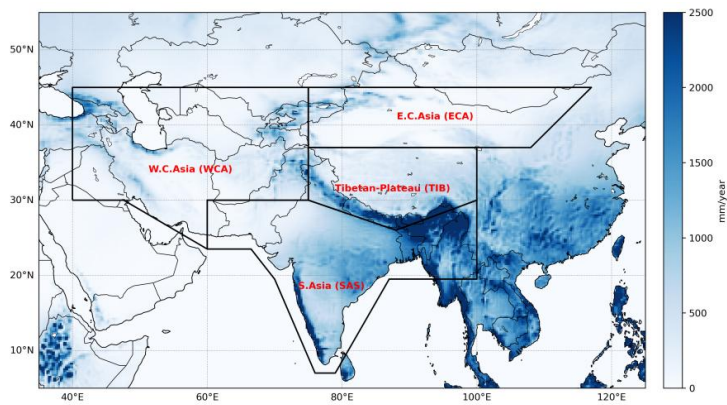 50°N
40°N
30°N
20°N
10°N
40°E
60°E
80°E
100°E
120°E
E.C.Asia (ECA)
W.C.Asia (WCA)
Tibetan-Plateau (TIB)
S.Asia (SAS)
2500
2000
1500
1000
500
0
mm/year